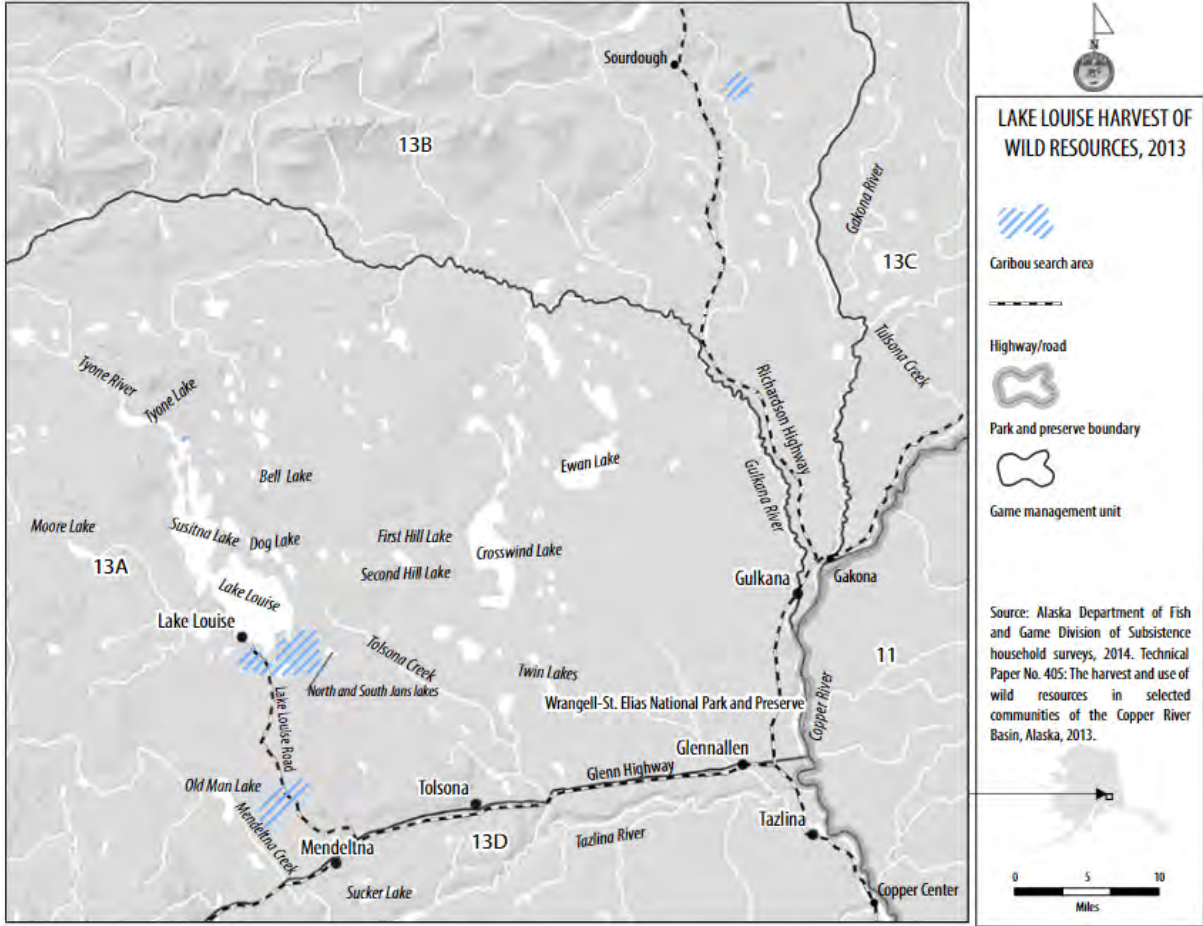 Sourdough
13B
Gakona River
13C
Tulsona Creek
Tyone River
Tyone Lake
Richardson Highway
Ewan Lake
Bell Lake
Gulkana River
Moore Lake
Susitna Lake
Dog Lake
First Hill Lake
Crosswind Lake
13A
Second Hill Lake
Gulkana
Gakona
Lake Louise
Lake Louise
Tolsona Creek
Twin Lakes
11
North and South Jans lakes
Wrangell-St. Elias National Park and Preserve
Copper River
Lake Louise Road
Glennallen
Glenn Highway
Old Man Lake
Tolsona
Mendeltna Creek
Mendeltna
13D
Tazlina River
Tazlina
Sucker Lake
Copper Center
N
LAKE LOUISE HARVEST OF
WILD RESOURCES, 2013
Caribou search area
Highway/road
Park and preserve boundary
Game management unit
Source: Alaska Department of Fish
and Game Division of Subsistence
household surveys, 2014. Technical
Paper No. 405: The harvest and use of
wild resources in selected
communities of the Copper River
Basin, Alaska, 2013.
0 5 10
Miles